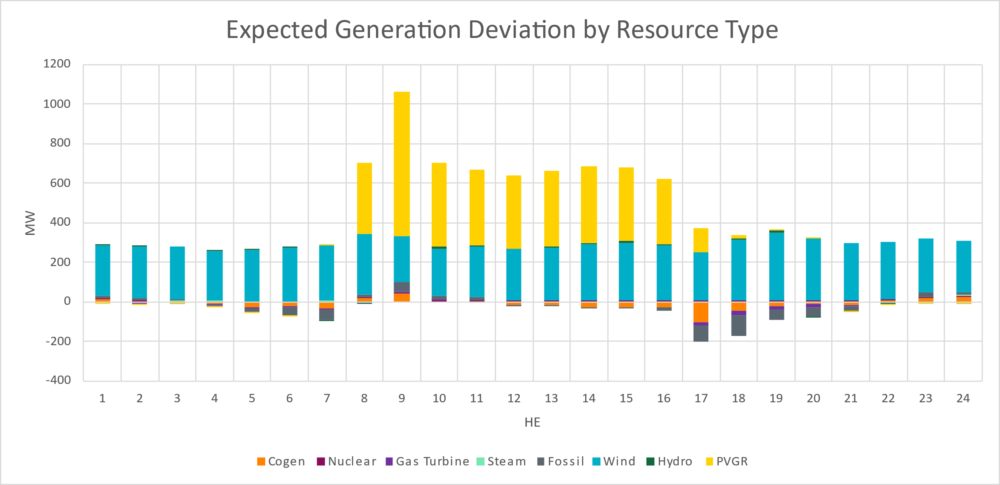 Expected Generation Deviation by Resource Type
1200
1000
800
600
400
200
0
-200
-400
MW
1 2 3 4 5 6 7 8 9 10 11 12 13 14 15 16 17 18 19 20 21 22 23 24
HE
Cogen Nuclear Gas Turbine Steam Fossil Wind Hydro PVGR